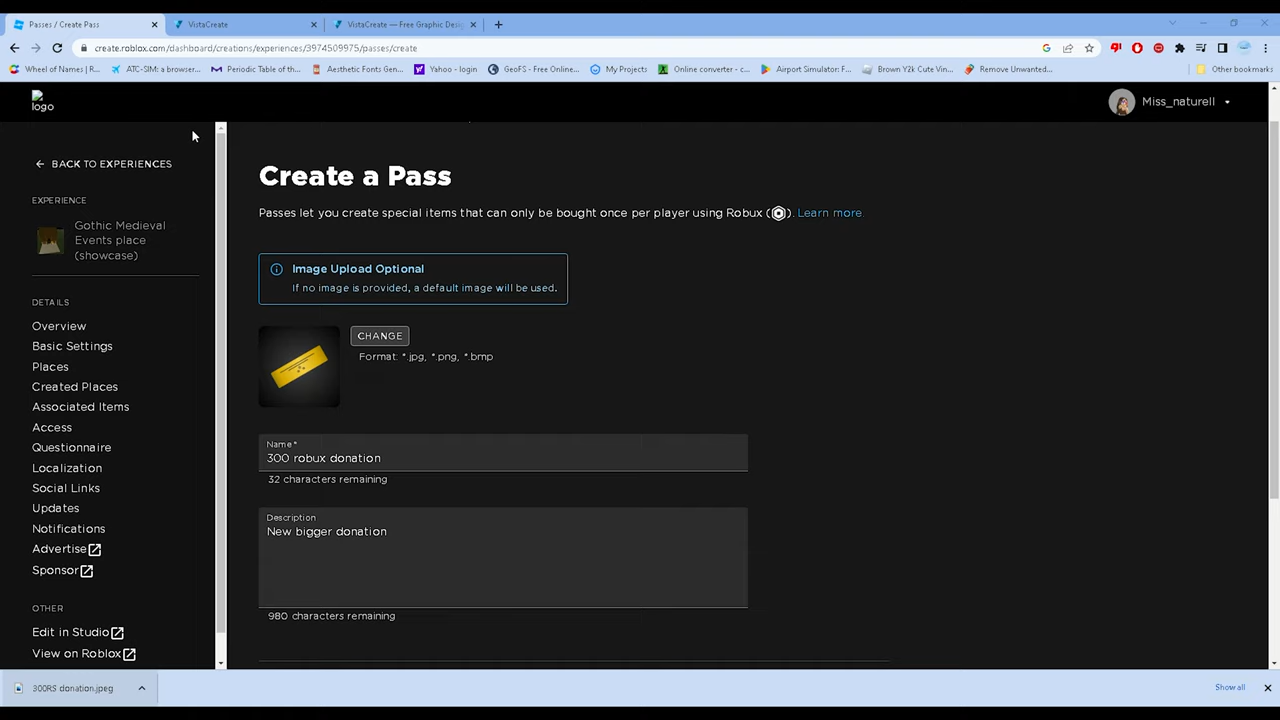 Passes / Create Pass
VistaCreate
VistaCreate — Free Graphic Desig
create.roblox.com/dashboard/creations/experiences/3974509975/passes/create
Wheel of Names | R...
ATC-SIM: a browser...
Periodic Table of th...
Aesthetic Fonts Gen...
Yahoo - login
GeoFS - Free Online...
My Projects
Online converter - c...
Airport Simulator: F...
Brown Y2k Cute Vin...
Remove Unwanted...
Other bookmarks
logo
Miss_naturell
BACK TO EXPERIENCES
EXPERIENCE
Gothic Medieval
Events place
(showcase)
DETAILS
Overview
Basic Settings
Places
Created Places
Associated Items
Access
Questionnaire
Localization
Social Links
Updates
Notifications
Advertise
Sponsor
OTHER
Edit in Studio
View on Roblox
Create a Pass
Passes let you create special items that can only be bought once per player using Robux ( ). Learn more.
Image Upload Optional
If no image is provided, a default image will be used.
CHANGE
Format: *.jpg, *.png, *.bmp
Name*
300 robux donation
32 characters remaining
Description
New bigger donation
980 characters remaining
300RS donation.jpeg
Show all